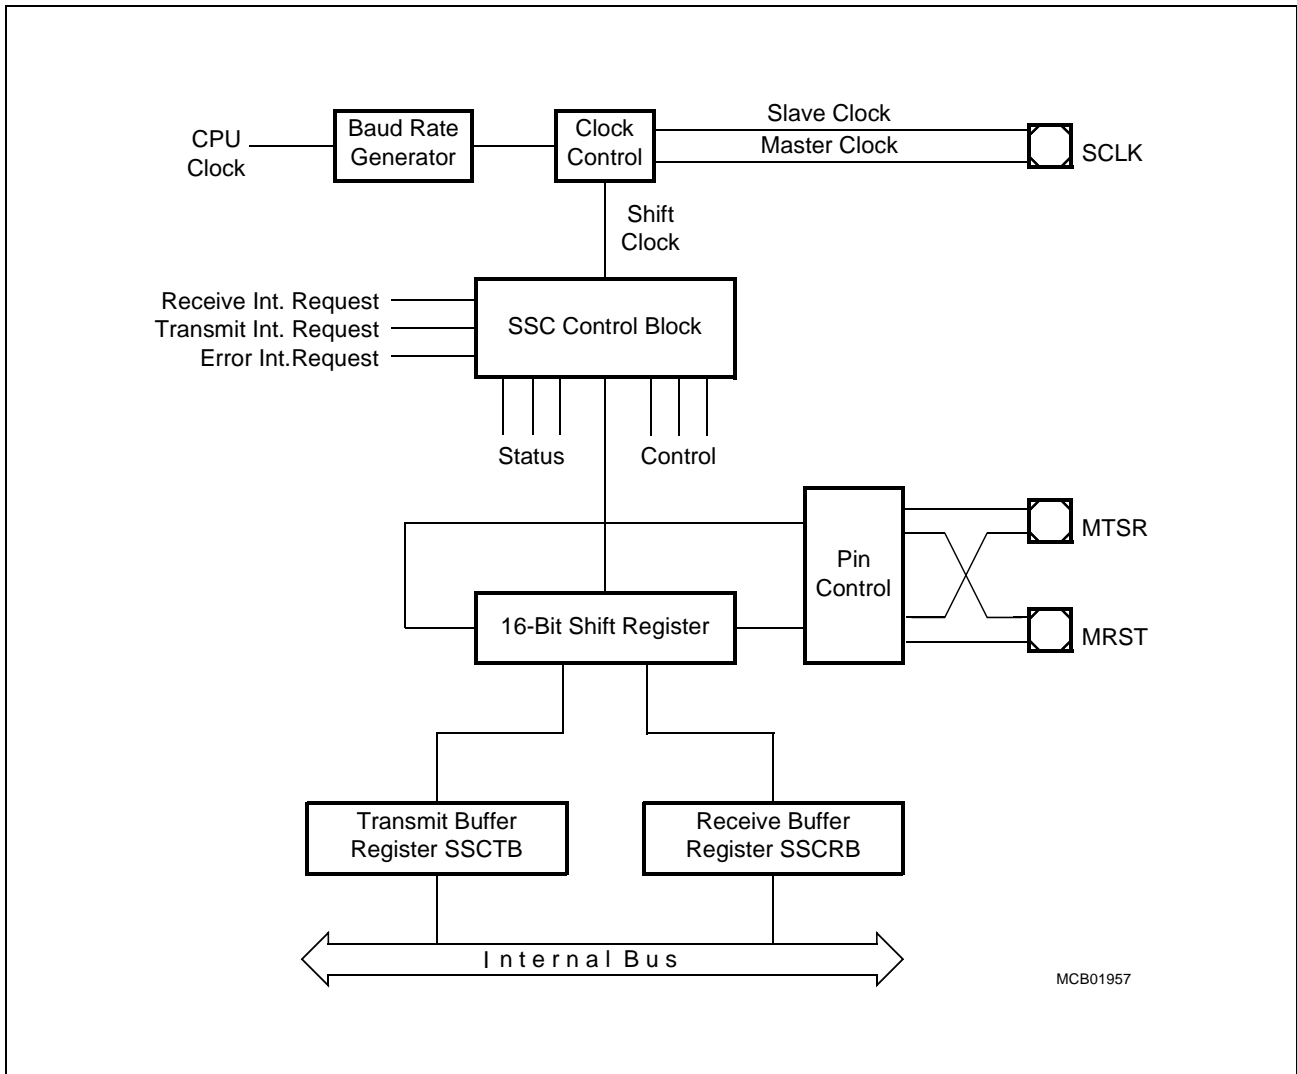 CPU
Clock
Baud Rate
Generator
Clock
Control
Slave Clock
Master Clock
SCLK
Shift
Clock
Receive Int. Request
Transmit Int. Request
Error Int.Request
SSC Control Block
Status
Control
Pin
Control
MTSR
MRST
16-Bit Shift Register
Transmit Buffer
Register SSCTB
Receive Buffer
Register SSCRB
Internal Bus
MCB01957